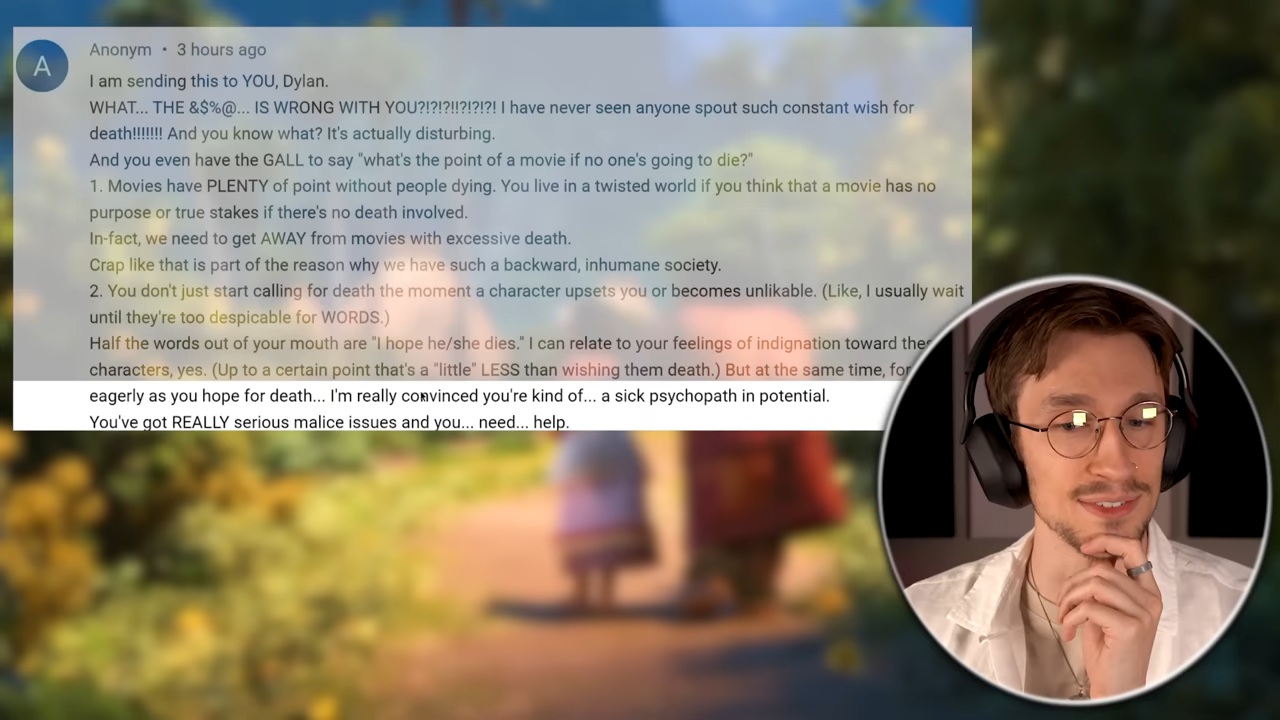 A
Anonym • 3 hours ago
I am sending this to YOU, Dylan.
WHAT... THE &$%@... IS WRONG WITH YOU?!?!?!!?!?!?! I have never seen anyone spout such constant wish for
death!!!!!!! And you know what? It's actually disturbing.
And you even have the GALL to say "what's the point of a movie if no one's going to die?"
1. Movies have PLENTY of point without people dying. You live in a twisted world if you think that a movie has no
purpose or true stakes if there's no death involved.
In-fact, we need to get AWAY from movies with excessive death.
Crap like that is part of the reason why we have such a backward, inhumane society.
2. You don't just start calling for death the moment a character upsets you or becomes unlikable. (Like, I usually wait
until they're too despicable for WORDS.)
Half the words out of your mouth are "I hope he/she dies." I can relate to your feelings of indignation toward
characters, yes. (Up to a certain point that's a "little" LESS than wishing them death.) But at the same time, for
eagerly as you hope for death... I'm really convinced you're kind of... a sick psychopath in potential.
You've got REALLY serious malice issues and you... need... help.